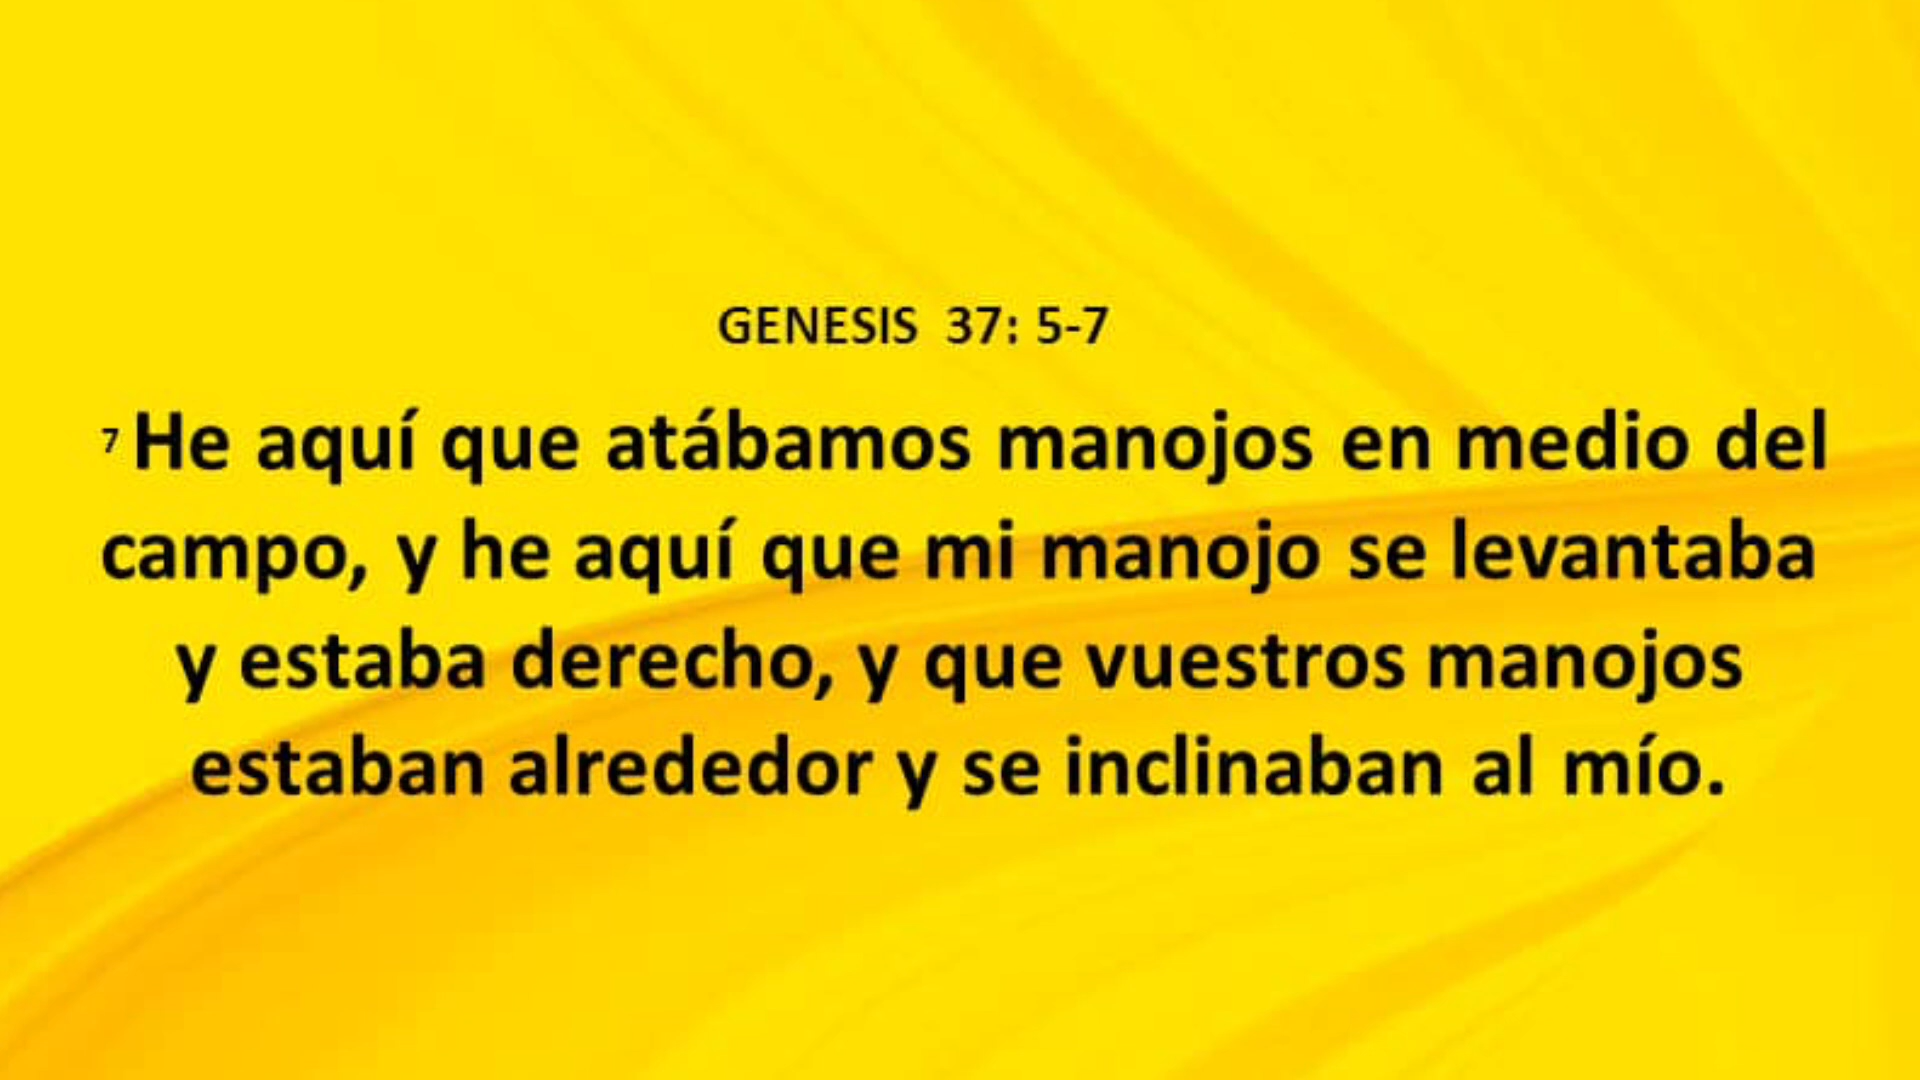 GENESIS 37: 5-7
7 He aquí que atábamos manojos en medio del
campo, y he aquí que mi manojo se levantaba
y estaba derecho, y que vuestros manojos
estaban alrededor y se inclinaban al mío.